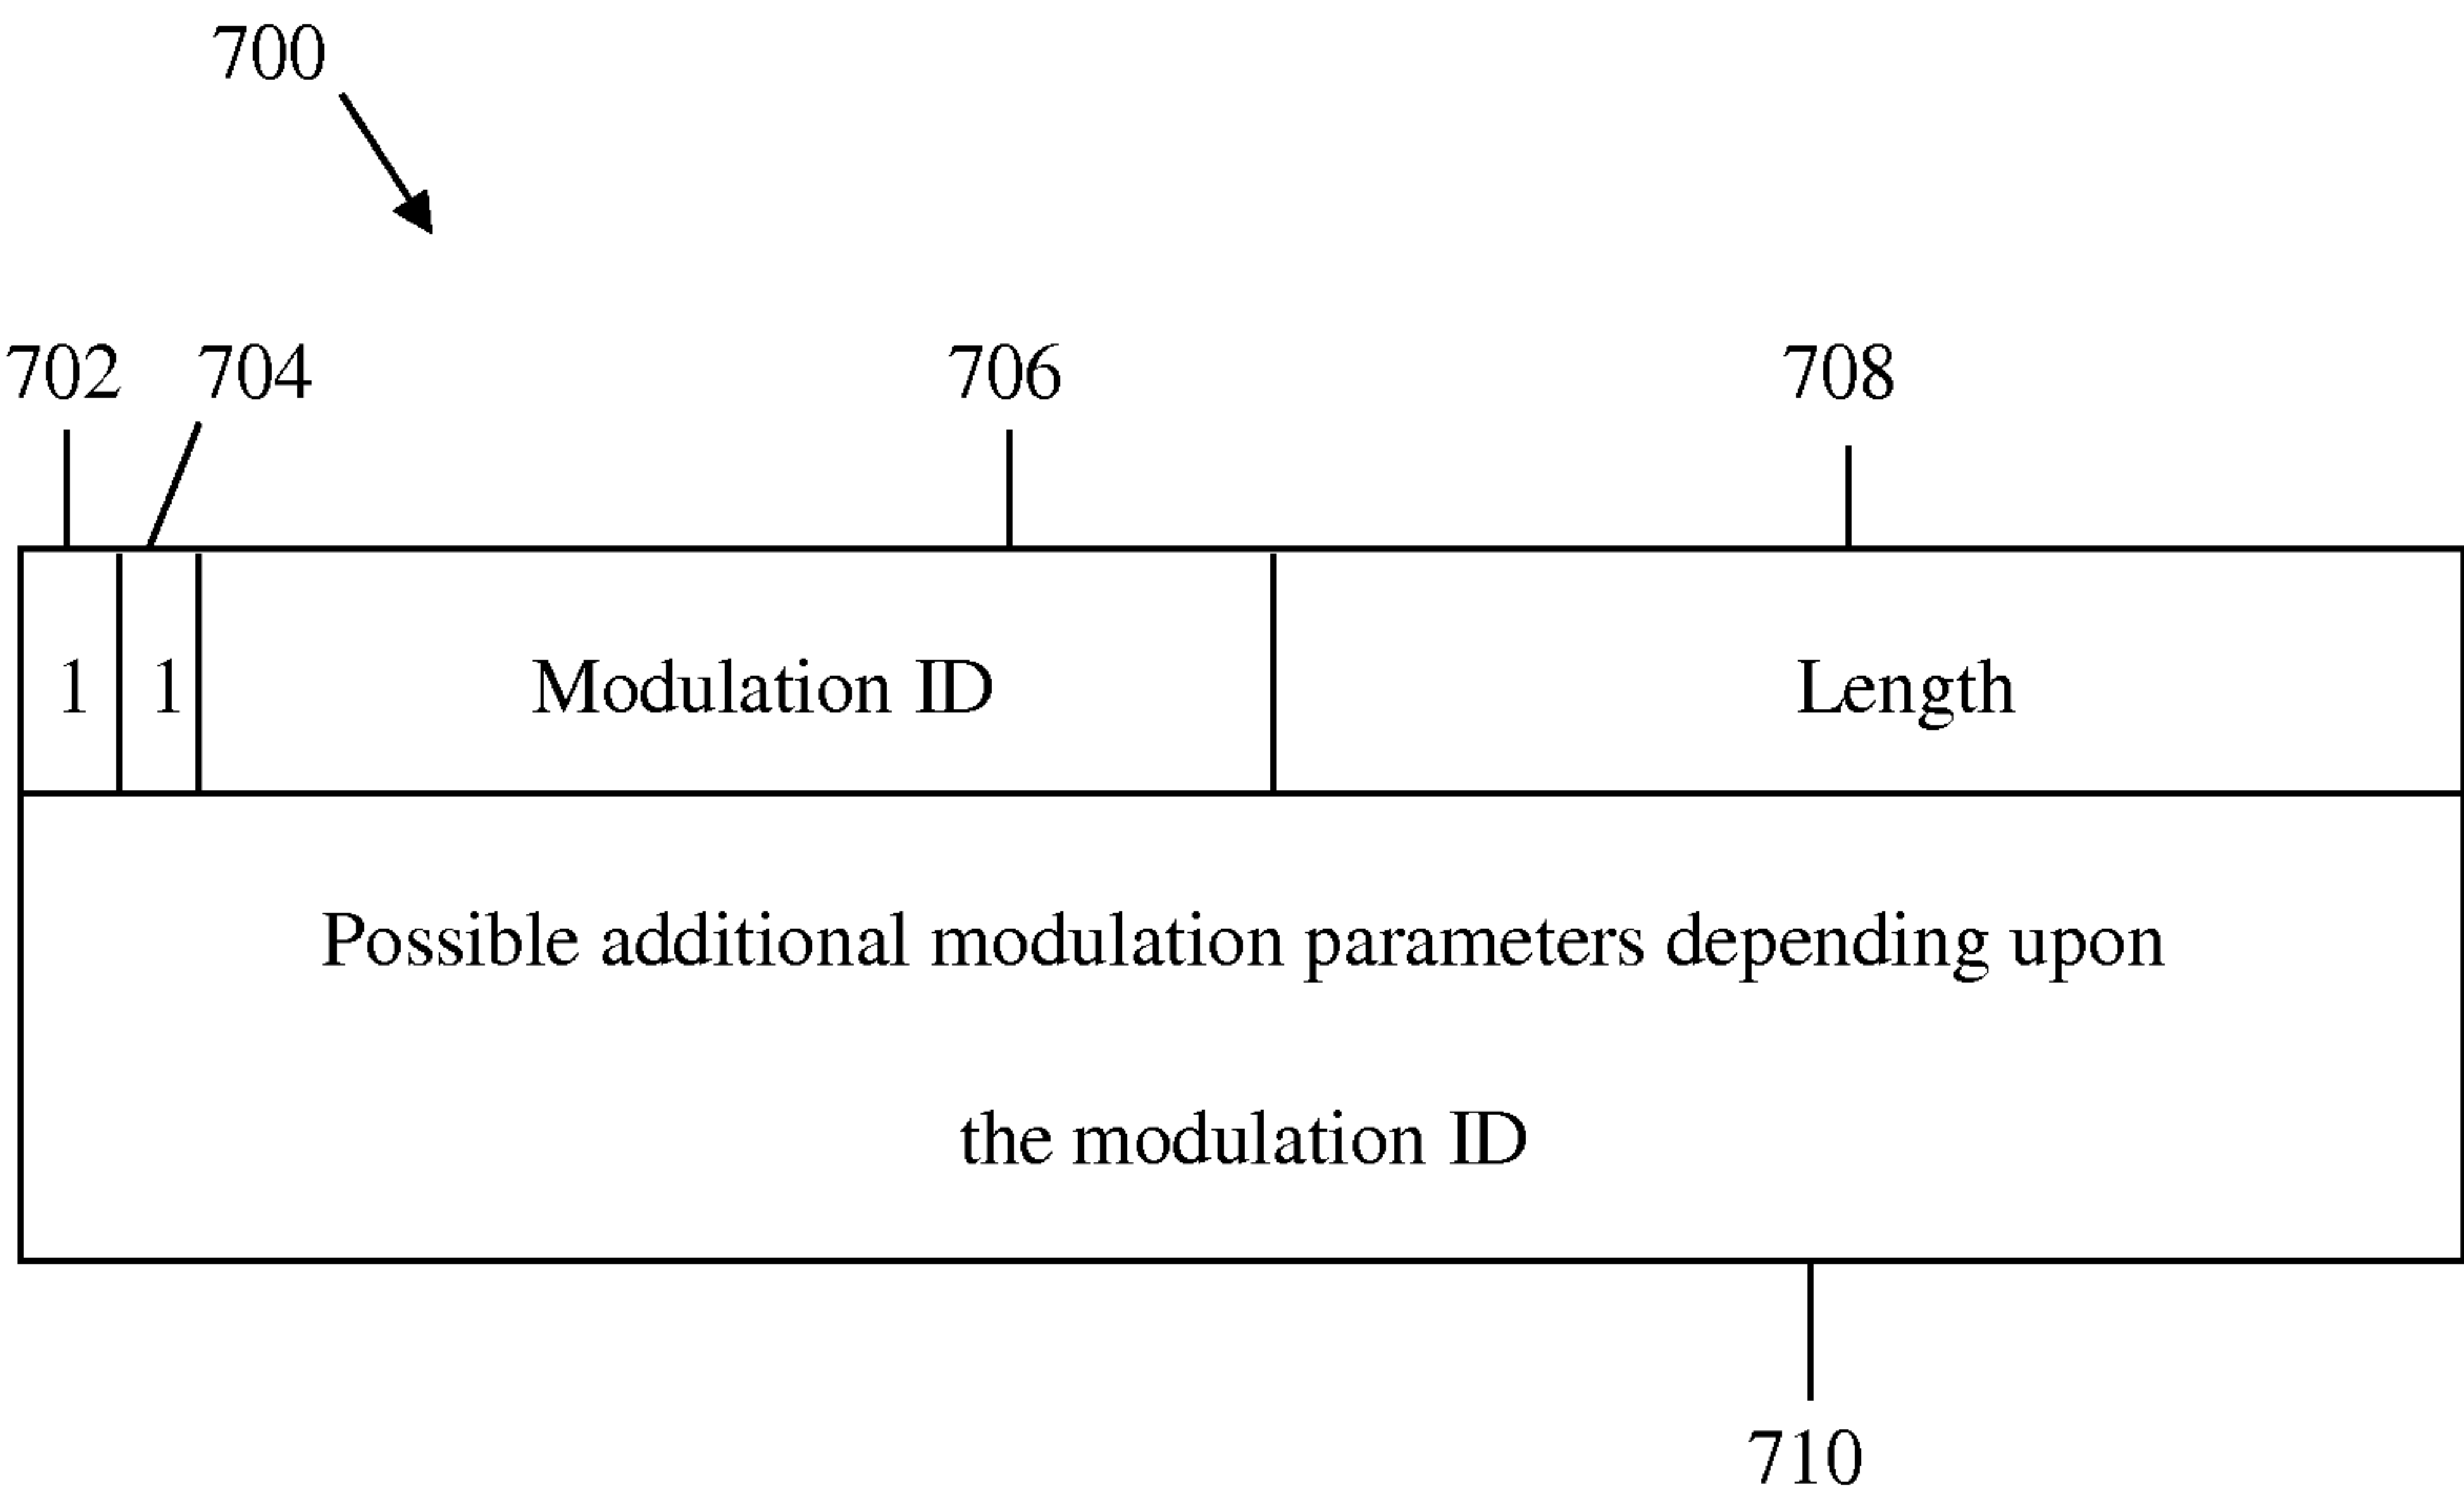 700
702 704 706 708
1 1 Modulation ID Length
Possible additional modulation parameters depending upon
the modulation ID
710